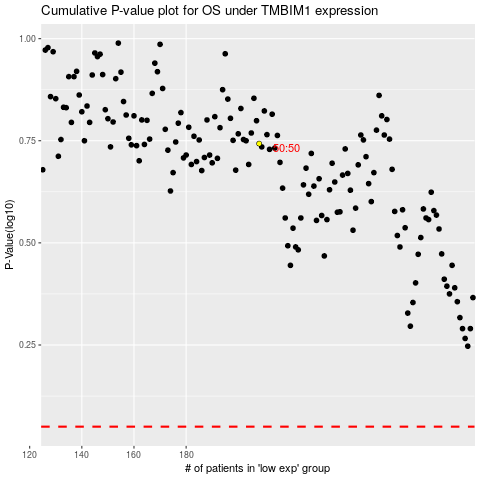 Cumulative P-value plot for OS under TMBIM1 expression
1.00
0.75
0.50
0.25
P-Value(log10)
50:50
120 140 160 180
# of patients in 'low exp' group